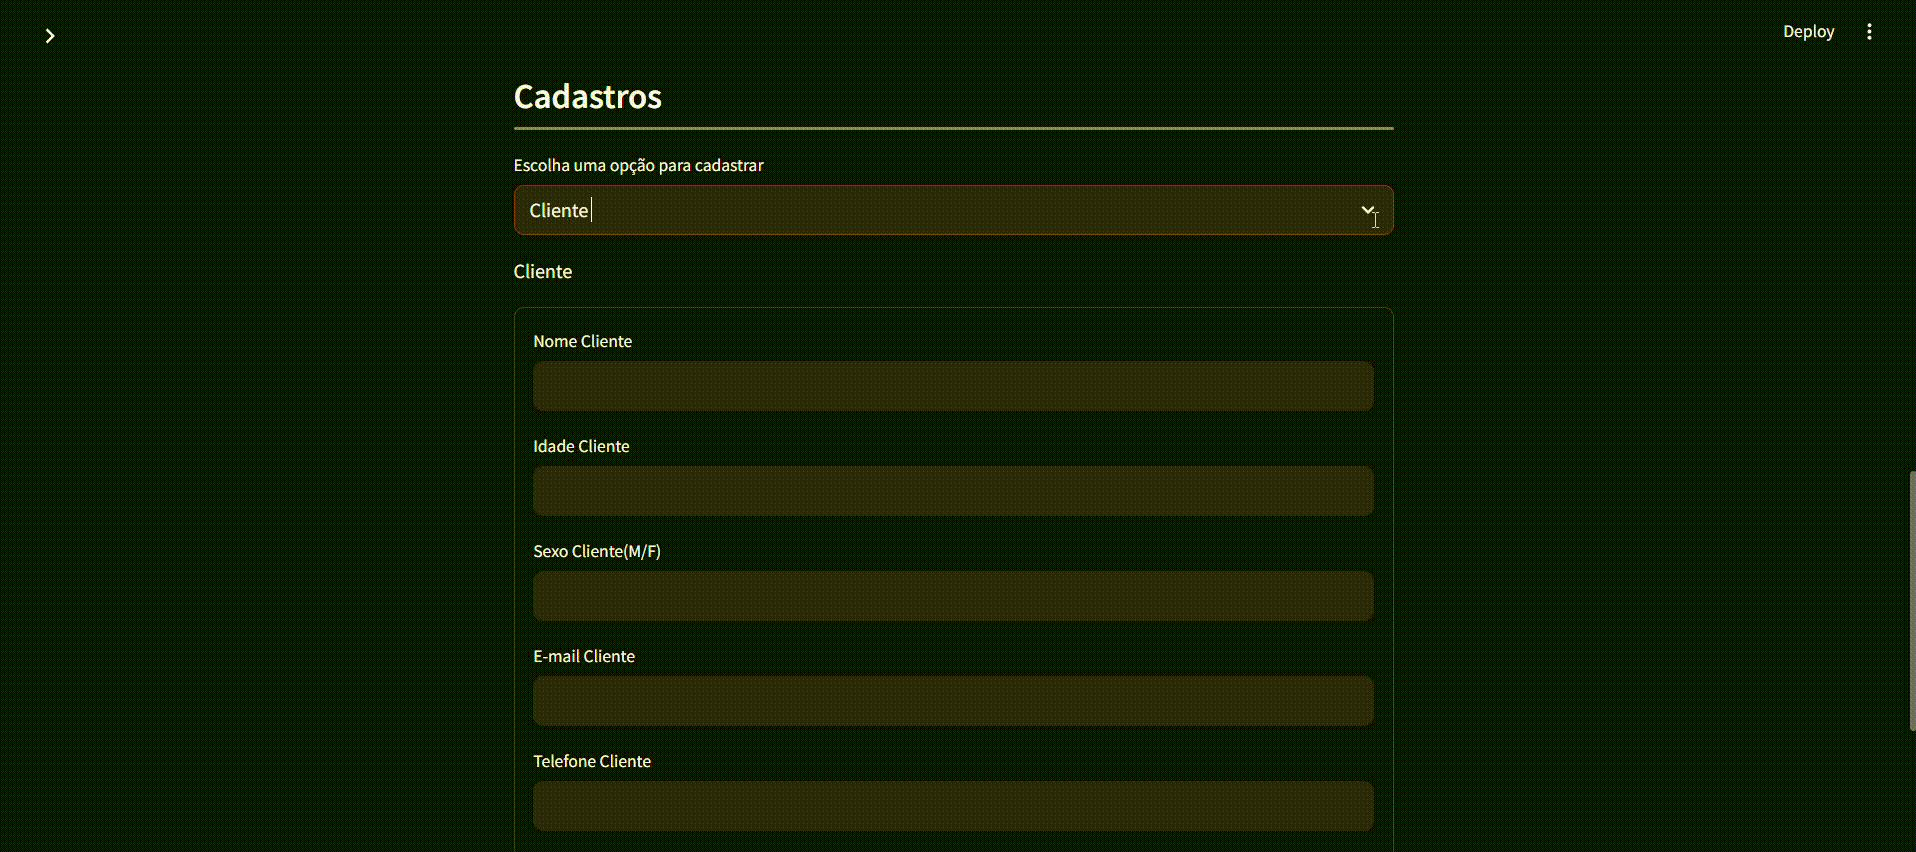 Deploy
Cadastros
Escolha uma opção para cadastrar
Cliente
Cliente
Nome Cliente
Idade Cliente
Sexo Cliente(M/F)
E-mail Cliente
Telefone Cliente